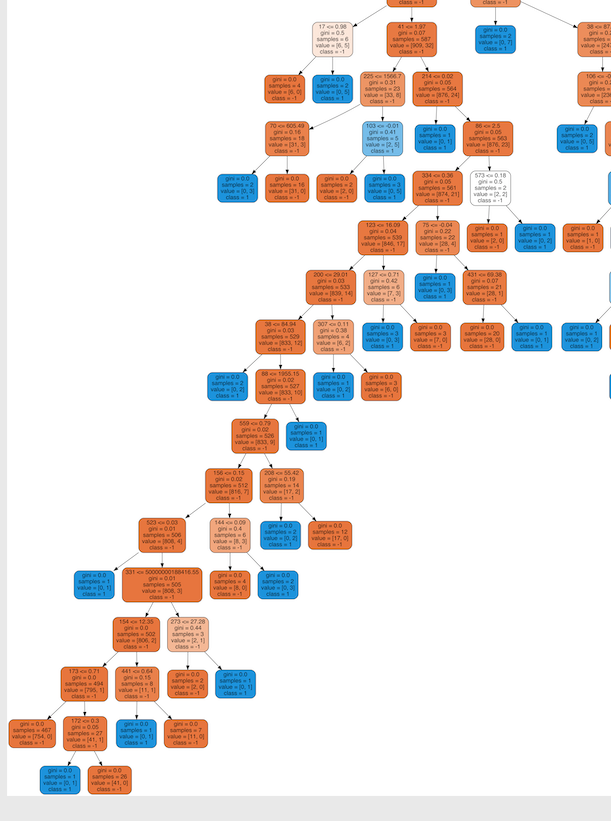 17 <= 0.98
gini = 0.5
samples = 6
value = [6, 5]
class = -1
41 <= 1.97
gini = 0.07
samples = 587
value = [909, 32]
class = -1
samples = 2
value = [0, 7]
class = 1
gini = 0.0
samples = 4
value = [6, 0]
class = -1
gini = 0.0
samples = 2
value = [0, 5]
class = 1
225 <= 1566.7
gini = 0.31
samples = 23
value = [33, 8]
class = -1
214 <= 0.02
gini = 0.05
samples = 564
value = [876, 24]
class = -1
70 <= 605.49
gini = 0.16
samples = 18
value = [31, 3]
class = -1
103 <= -0.01
gini = 0.41
samples = 5
value = [2, 5]
class = 1
gini = 0.0
samples = 1
value = [0, 1]
class = 1
86 <= 2.5
gini = 0.05
samples = 563
value = [876, 23]
class = -1
gini = 0.0
samples = 2
value = [0, 5]
class = 1
gini = 0.0
samples = 2
value = [0, 3]
class = 1
gini = 0.0
samples = 16
value = [31, 0]
class = -1
gini = 0.0
samples = 2
value = [2, 0]
class = -1
gini = 0.0
samples = 3
value = [0, 5]
class = 1
334 <= 0.36
gini = 0.05
samples = 561
value = [874, 21]
class = -1
573 <= 0.18
gini = 0.5
samples = 2
value = [2, 2]
class = -1
123 <= 16.09
gini = 0.04
samples = 539
value = [846, 17]
class = -1
75 <= -0.04
gini = 0.22
samples = 22
value = [28, 4]
class = -1
gini = 0.0
samples = 1
value = [2, 0]
class = -1
gini = 0.0
samples = 1
value = [0, 2]
class = 1
gini = 0.0
samples = 1
value = [1, 0]
class = -1
200 <= 29.01
gini = 0.03
samples = 533
value = [839, 14]
class = -1
127 <= 0.71
gini = 0.42
samples = 6
value = [7, 3]
class = -1
gini = 0.0
samples = 1
value = [0, 3]
class = 1
431 <= 69.38
gini = 0.07
samples = 21
value = [28, 1]
class = -1
38 <= 84.94
gini = 0.03
samples = 529
value = [833, 12]
class = -1
307 <= 0.11
gini = 0.38
samples = 4
value = [6, 2]
class = -1
gini = 0.0
samples = 3
value = [0, 3]
class = 1
gini = 0.0
samples = 3
value = [7, 0]
class = -1
gini = 0.0
samples = 20
value = [28, 0]
class = -1
gini = 0.0
samples = 1
value = [0, 1]
class = 1
gini = 0.0
samples = 1
value = [0, 2]
class = 1
gini = 0.0
samples = 2
value = [0, 2]
class = 1
88 <= 1955.15
gini = 0.02
samples = 527
value = [833, 10]
class = -1
gini = 0.0
samples = 1
value = [0, 2]
class = 1
gini = 0.0
samples = 3
value = [6, 0]
class = -1
559 <= 0.79
gini = 0.02
samples = 526
value = [833, 9]
class = -1
gini = 0.0
samples = 1
value = [0, 1]
class = 1
156 <= 0.15
gini = 0.02
samples = 512
value = [816, 7]
class = -1
208 <= 55.42
gini = 0.19
samples = 14
value = [17, 2]
class = -1
523 <= 0.03
gini = 0.01
samples = 506
value = [808, 4]
class = -1
144 <= 0.09
gini = 0.4
samples = 6
value = [8, 3]
class = -1
gini = 0.0
samples = 2
value = [0, 2]
class = 1
gini = 0.0
samples = 12
value = [17, 0]
class = -1
gini = 0.0
samples = 1
value = [0, 1]
class = 1
gini = 0.01
samples = 505
value = [808, 3]
class = -1
gini = 0.0
samples = 4
value = [8, 0]
class = -1
gini = 0.0
samples = 2
value = [0, 3]
class = 1
154 <= 12.35
gini = 0.0
samples = 502
value = [806, 2]
class = -1
273 <= 27.28
gini = 0.44
samples = 3
value = [2, 1]
class = -1
173 <= 0.71
gini = 0.0
samples = 494
value = [795, 1]
class = -1
441 <= 0.64
gini = 0.15
samples = 8
value = [11, 1]
class = -1
gini = 0.0
samples = 2
value = [2, 0]
class = -1
gini = 0.0
samples = 1
value = [0, 1]
class = 1
gini = 0.0
samples = 467
value = [754, 0]
class = -1
172 <= 0.3
gini = 0.05
samples = 27
value = [41, 1]
class = -1
gini = 0.0
samples = 1
value = [0, 1]
class = 1
gini = 0.0
samples = 7
value = [11, 0]
class = -1
gini = 0.0
samples = 1
value = [0, 1]
class = 1
gini = 0.0
samples = 26
value = [41, 0]
class = -1